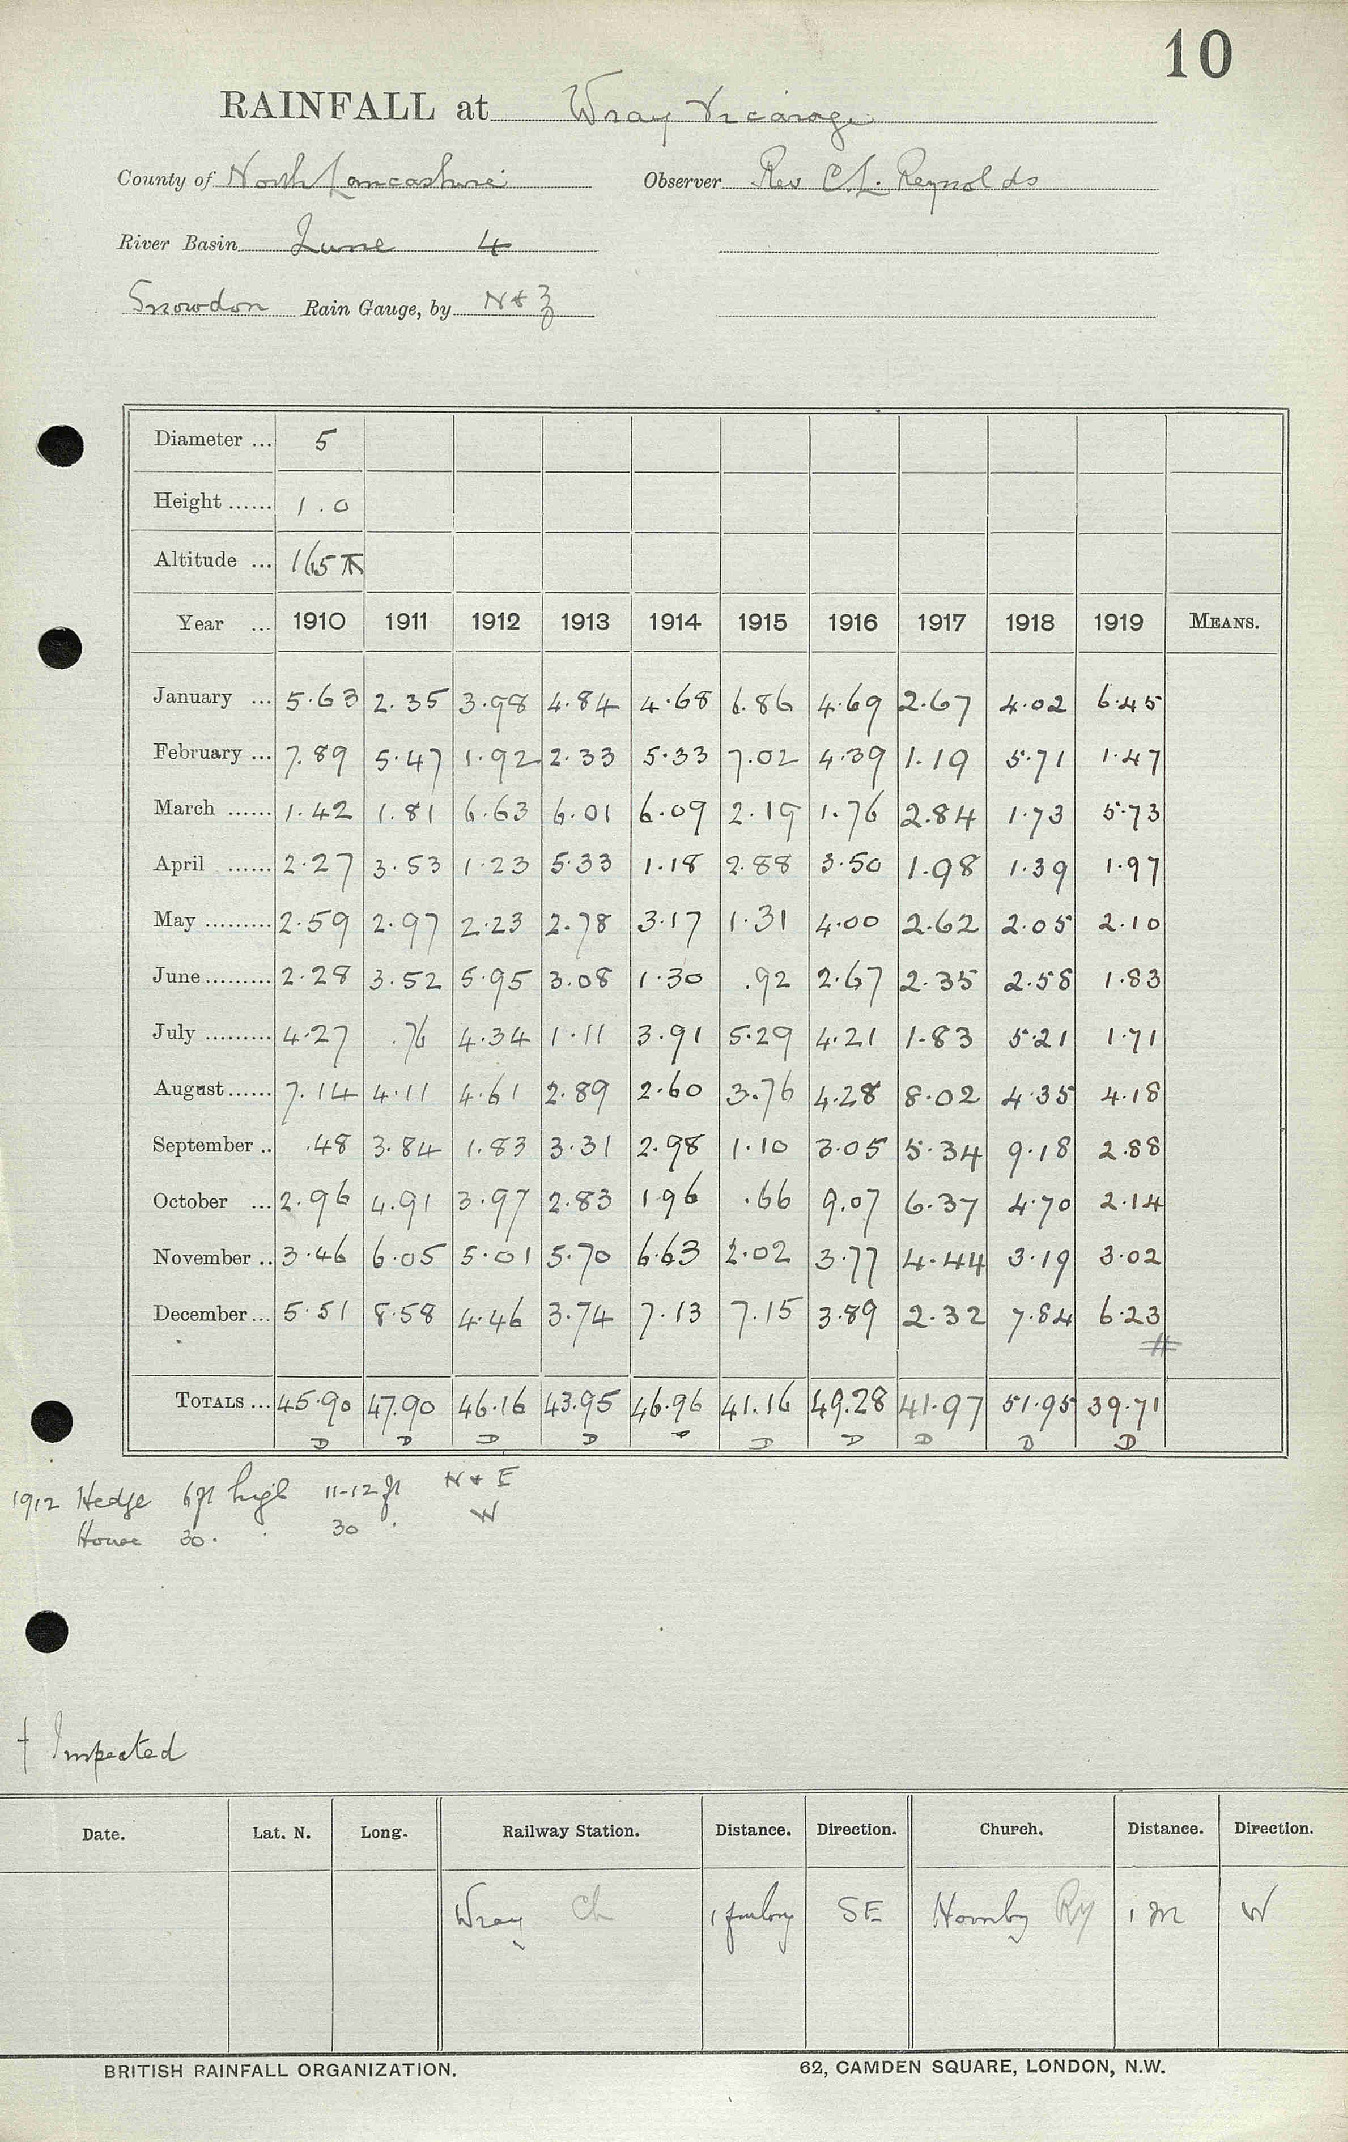 10
RAINFALL at Wray Vicarage
County of North Lancashire Observer Rev C. L. Reynolds
River Basin Lune 4
Snowdon Rain Gauge, by N & Z
Diameter ... 5
Height ...... 1.0
Altitude ... 165 ft
Year ... 1910 1911 1912 1913 1914 1915 1916 1917 1918 1919 MEANS.
January ... 5.63 2.35 3.98 4.84 4.68 6.86 4.69 2.67 4.02 6.45
February ... 7.89 5.47 1.92 2.33 5.33 7.02 4.39 1.19 5.71 1.47
March ...... 1.42 1.81 6.63 6.01 6.09 2.19 1.76 2.84 1.73 5.73
April ...... 2.27 3.53 1.23 5.33 1.18 2.88 3.50 1.98 1.39 1.97
May ......... 2.59 2.97 2.23 2.78 3.17 1.31 4.00 2.62 2.05 2.10
June ......... 2.28 3.52 5.95 3.08 1.30 .92 2.67 2.35 2.58 1.83
July ......... 4.27 .76 4.34 1.11 3.91 5.29 4.21 1.83 5.21 1.71
August ...... 7.14 4.11 4.61 2.89 2.60 3.76 4.28 8.02 4.35 4.18
September .. .48 3.84 1.83 3.31 2.98 1.10 3.05 5.34 9.18 2.88
October ... 2.96 4.91 3.97 2.83 1.96 .66 9.07 6.37 4.70 2.14
November .. 3.46 6.05 5.01 5.70 6.63 2.02 3.77 4.44 3.19 3.02
December ... 5.51 8.58 4.46 3.74 7.13 7.15 3.89 2.32 7.84 6.23
TOTALS ... 45.90 47.90 46.16 43.95 46.96 41.16 49.28 41.97 51.95 39.71
D D D D D D D D D D
1912 Hedge 6 ft high 11-12 ft N & E
House 30 . . 30 . W
† Inspected
Date. Lat. N. Long. Railway Station. Distance. Direction. Church. Distance. Direction.
Wray Ch 1 furlong SE Hornby Ry 1 m W
BRITISH RAINFALL ORGANIZATION. 62, CAMDEN SQUARE, LONDON, N.W.